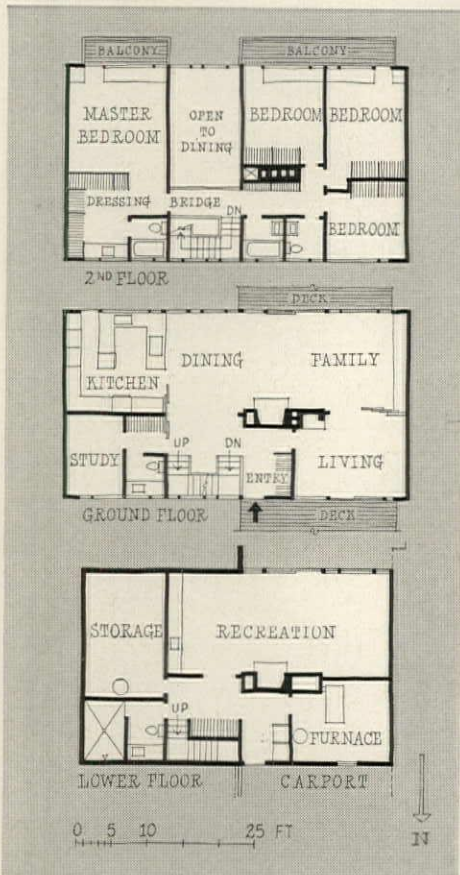 BALCONY BALCONY
MASTER BEDROOM
OPEN TO DINING
BEDROOM
BEDROOM
DRESSING
BRIDGE
DN
BEDROOM
2ND FLOOR
DECK
DINING
FAMILY
KITCHEN
UP
DN
STUDY
ENTRY
LIVING
GROUND FLOOR
DECK
STORAGE
RECREATION
UP
FURNACE
LOWER FLOOR
CARPORT
0 5 10 25 FT
N